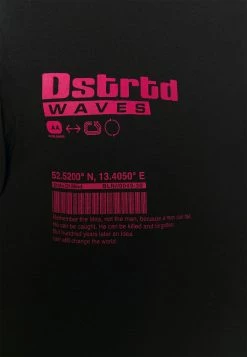 Dstrtd
WAVES
AA
52.5200° N, 13.4050° E
Remember the Idea, not the man, because a man can fail.
He can be caught. He can be killed and forgotten.
But hundred years later an Idea
can still change the world.